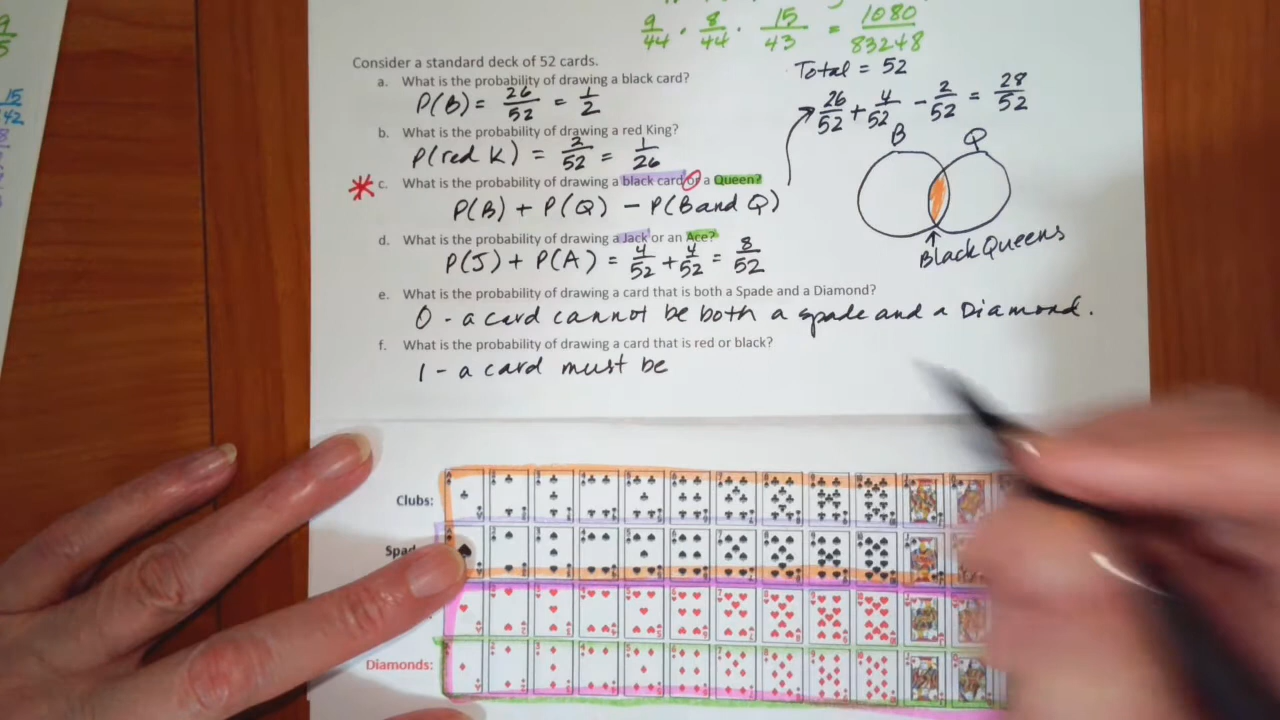 9/44 · 8/44 · 15/43 = 1080/83248
Consider a standard deck of 52 cards.
Total = 52
a. What is the probability of drawing a black card?
P(B) = 26/52 = 1/2
26/52 + 4/52 - 2/52 = 28/52
b. What is the probability of drawing a red King?
P(red K) = 2/52 = 1/26
B Q
c. What is the probability of drawing a black card or a Queen?
P(B) + P(Q) - P(B and Q)
d. What is the probability of drawing a Jack or an Ace?
P(J) + P(A) = 4/52 + 4/52 = 8/52
Black Queens
e. What is the probability of drawing a card that is both a Spade and a Diamond?
0 - a card cannot be both a spade and a Diamond.
f. What is the probability of drawing a card that is red or black?
1 - a card must be
Clubs:
Diamonds: